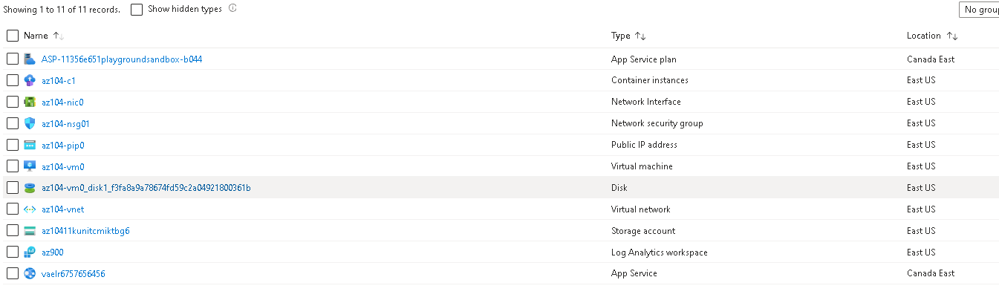 Showing 1 to 11 of 11 records. Show hidden types No grou
Name Type Location
ASP-11356e651playgroundsandbox-b044 App Service plan Canada East
az104-c1 Container instances East US
az104-nic0 Network Interface East US
az104-nsg01 Network security group East US
az104-pip0 Public IP address East US
az104-vm0 Virtual machine East US
az104-vm0_disk1_f3fa8a9a78674fd59c2a04921800361b Disk East US
az104-vnet Virtual network East US
az10411kunitcmiktbg6 Storage account East US
az900 Log Analytics workspace East US
vaelr6757656456 App Service Canada East